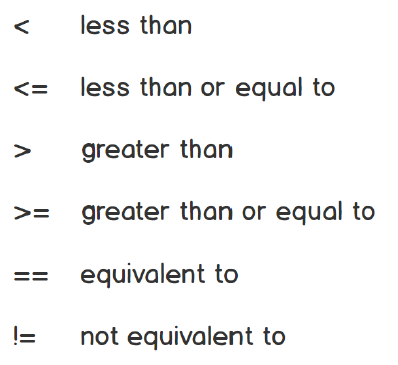 < less than
<= less than or equal to
> greater than
>= greater than or equal to
== equivalent to
!= not equivalent to